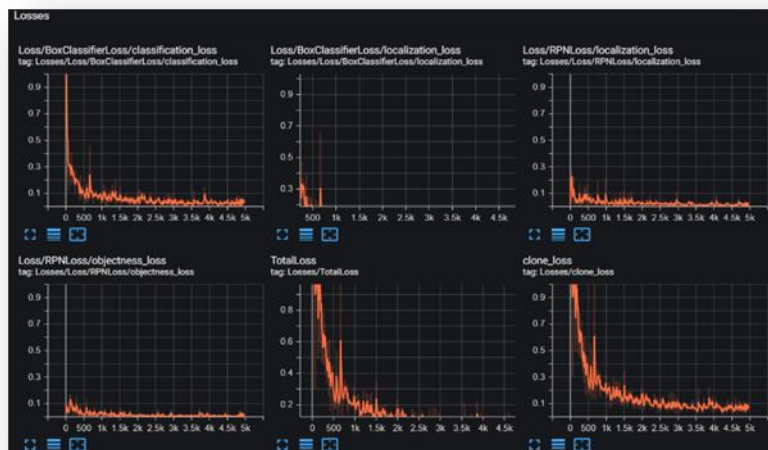 Losses
Loss/BoxClassifierLoss/classification_loss
tag: Losses/Loss/BoxClassifierLoss/classification_loss
0.9
0.7
0.5
0.3
0.1
0 500 1k 1.5k 2k 2.5k 3k 3.5k 4k 4.5k 5k
Loss/BoxClassifierLoss/localization_loss
tag: Losses/Loss/BoxClassifierLoss/localization_loss
0.9
0.7
0.5
0.3
500 1k 1.5k 2k 2.5k 3k 3.5k 4k 4.5k
Loss/RPNLoss/localization_loss
tag: Losses/Loss/RPNLoss/localization_loss
0.9
0.7
0.5
0.3
0.1
0 500 1k 1.5k 2k 2.5k 3k 3.5k 4k 4.5k 5k
Loss/RPNLoss/objectness_loss
tag: Losses/Loss/RPNLoss/objectness_loss
0.9
0.7
0.5
0.3
0.1
0 500 1k 1.5k 2k 2.5k 3k 3.5k 4k 4.5k 5k
TotalLoss
tag: Losses/TotalLoss
0.8
0.6
0.4
0.2
0 500 1k 1.5k 2k 2.5k 3k 3.5k 4k 4.5k
clone_loss
tag: Losses/clone_loss
0.9
0.7
0.5
0.3
0.1
0 500 1k 1.5k 2k 2.5k 3k 3.5k 4k 4.5k 5k